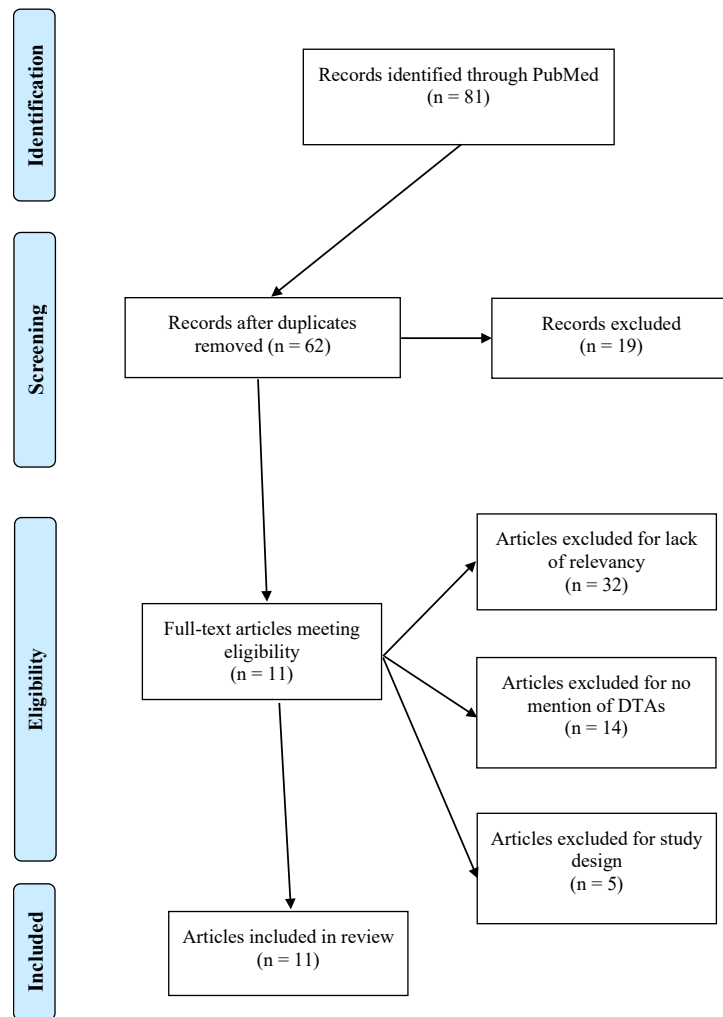 Identification
Records identified through PubMed
(n = 81)
Screening
Records after duplicates
removed (n = 62)
Records excluded
(n = 19)
Eligibility
Full-text articles meeting
eligibility
(n = 11)
Articles excluded for lack
of relevancy
(n = 32)
Articles excluded for no
mention of DTAs
(n = 14)
Articles excluded for study
design
(n = 5)
Included
Articles included in review
(n = 11)